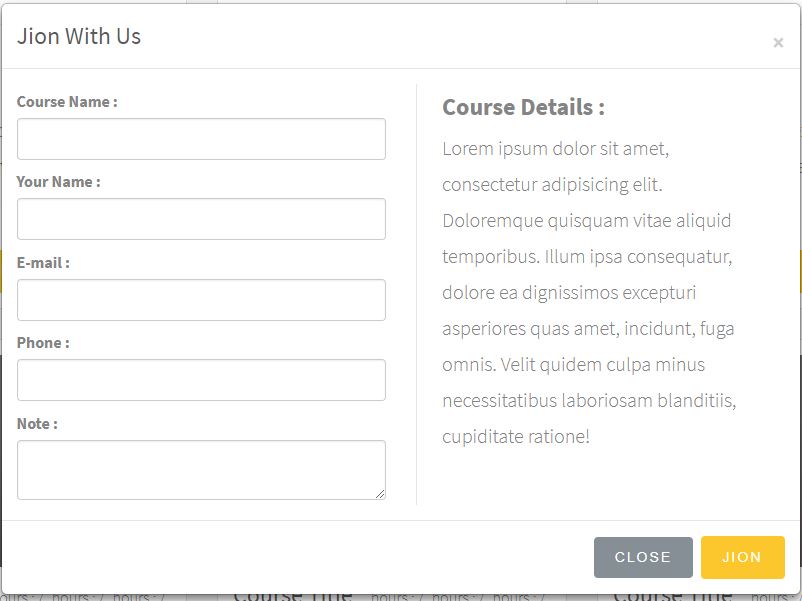 Jion With Us
×
Course Name :
Your Name :
E-mail :
Phone :
Note :
Course Details :
Lorem ipsum dolor sit amet,
consectetur adipisicing elit.
Doloremque quisquam vitae aliquid
temporibus. Illum ipsa consequatur,
dolore ea dignissimos excepturi
asperiores quas amet, incidunt, fuga
omnis. Velit quidem culpa minus
necessitatibus laboriosam blanditiis,
cupiditate ratione!
CLOSE
JION